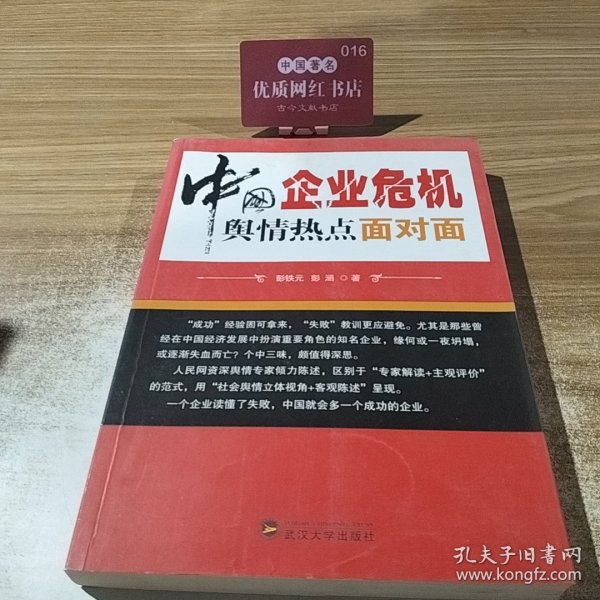 016
中国著名
优质网红书店
古今文献书店
中国企业危机
舆情热点面对面
彭铁元 彭涵◎著
“成功”经验固可拿来，“失败”教训更应避免。尤其是那些曾
经在中国经济发展中扮演重要角色的知名企业，缘何或一夜坍塌，
或逐渐失血而亡？个中三味，颇值得深思。
人民网资深舆情专家倾力陈述，区别于“专家解读+主观评价”
的范式，用“社会舆情立体视角+客观陈述”呈现。
一个企业读懂了失败，中国就会多一个成功的企业。
武汉大学出版社
孔夫子旧书网
www.kongfz.com